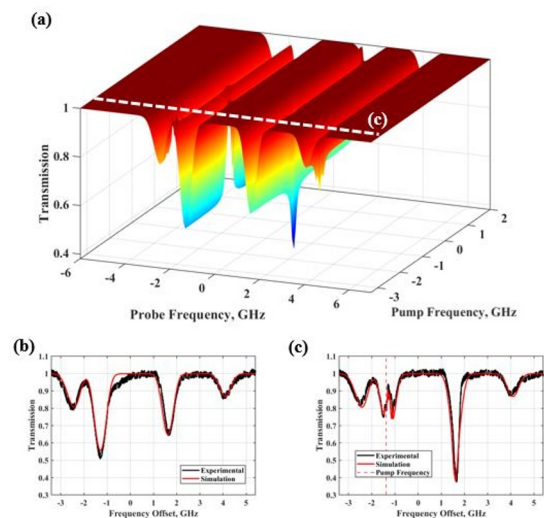 (a)
1
0.8
0.6
0.4
Transmission
-6
-4
-2
0
2
4
6
Probe Frequency, GHz
-3
-2
-1
0
1
2
Pump Frequency, GHz
(c)
(b)
1.1
1
0.9
0.8
0.7
0.6
0.5
0.4
0.3
Transmission
-3 -2 -1 0 1 2 3 4 5
Frequency Offset, GHz
Experimental
Simulation
(c)
1.1
1
0.9
0.8
0.7
0.6
0.5
0.4
0.3
Transmission
-3 -2 -1 0 1 2 3 4 5
Frequency Offset, GHz
Experimental
Simulation
Pump Frequency